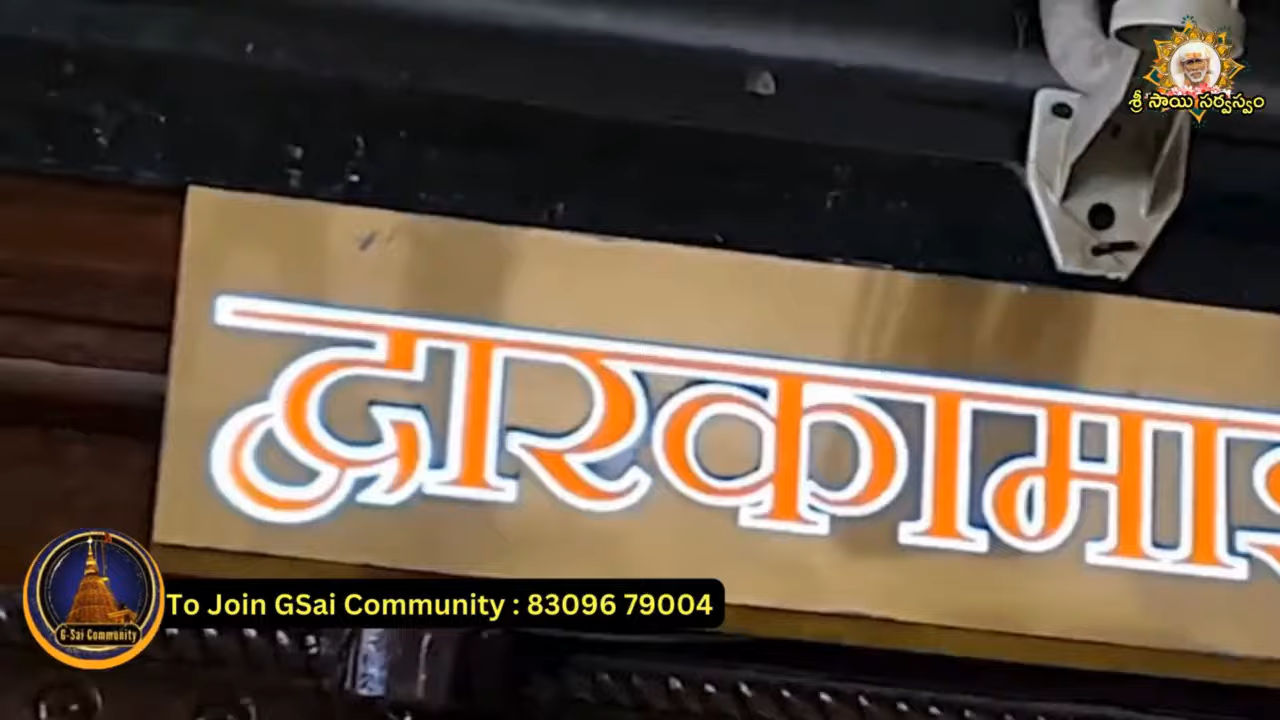 శ్రీ సాయి సర్వస్వం
द्वारकामा
G-Sai Community
To Join GSai Community : 83096 79004